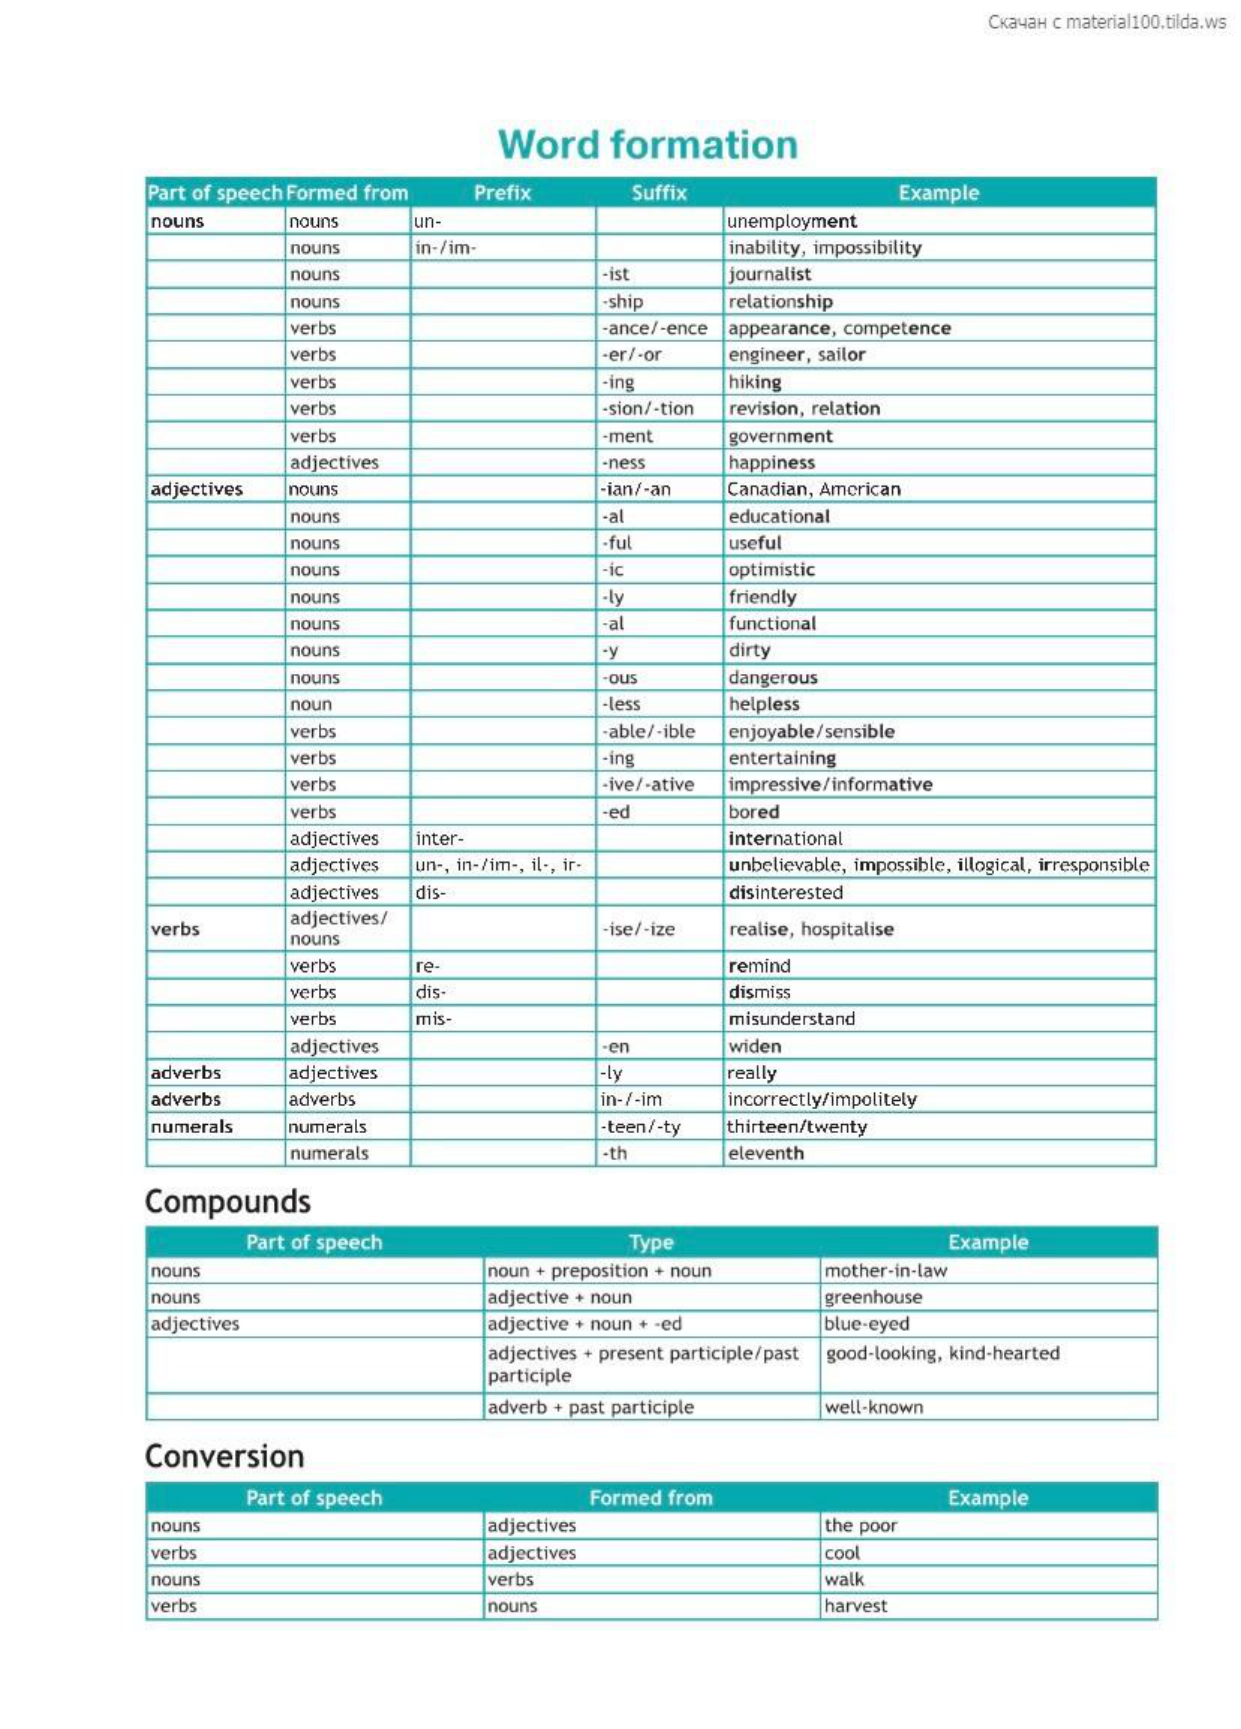 Скачан с material100.tilda.ws
Word formation
Part of speech Formed from Prefix Suffix Example
nouns nouns un- unemployment
nouns in-/im- inability, impossibility
nouns -ist journalist
nouns -ship relationship
verbs -ance/-ence appearance, competence
verbs -er/-or engineer, sailor
verbs -ing hiking
verbs -sion/-tion revision, relation
verbs -ment government
adjectives -ness happiness
adjectives nouns -ian/-an Canadian, American
nouns -al educational
nouns -ful useful
nouns -ic optimistic
nouns -ly friendly
nouns -al functional
nouns -y dirty
nouns -ous dangerous
noun -less helpless
verbs -able/-ible enjoyable/sensible
verbs -ing entertaining
verbs -ive/-ative impressive/informative
verbs -ed bored
adjectives inter- international
adjectives un-, in-/im-, il-, ir- unbelievable, impossible, illogical, irresponsible
adjectives dis- disinterested
verbs adjectives/ nouns -ise/-ize realise, hospitalise
verbs re- remind
verbs dis- dismiss
verbs mis- misunderstand
adjectives -en widen
adverbs adjectives -ly really
adverbs adverbs in-/-im incorrectly/impolitely
numerals numerals -teen/-ty thirteen/twenty
numerals -th eleventh
Compounds
Part of speech Type Example
nouns noun + preposition + noun mother-in-law
nouns adjective + noun greenhouse
adjectives adjective + noun + -ed blue-eyed
adjectives + present participle/past good-looking, kind-hearted
participle
adverb + past participle well-known
Conversion
Part of speech Formed from Example
nouns adjectives the poor
verbs adjectives cool
nouns verbs walk
verbs nouns harvest